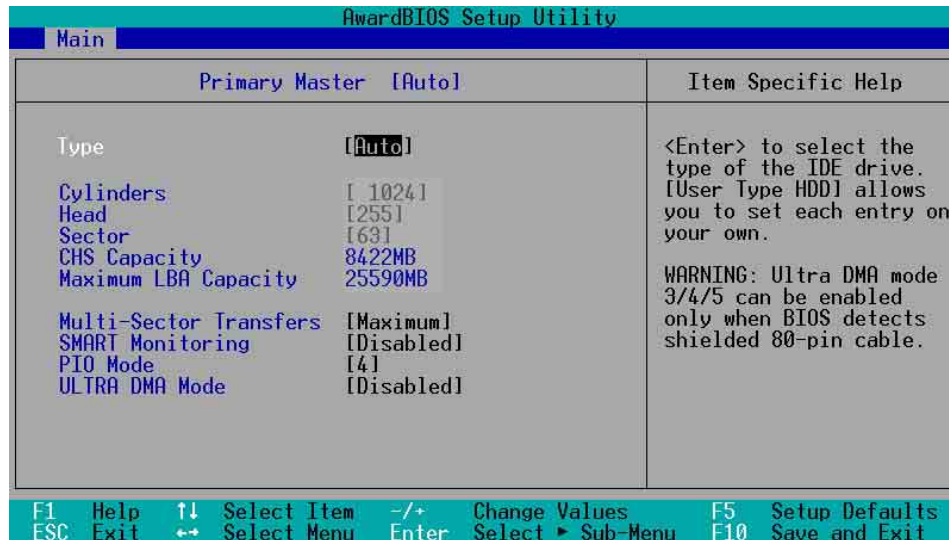 AwardBIOS Setup Utility
Main
Primary Master [Auto]
Item Specific Help
Type [Auto]
Cylinders [ 1024]
Head [255]
Sector [63]
CHS Capacity 8422MB
Maximum LBA Capacity 25590MB
Multi-Sector Transfers [Maximum]
SMART Monitoring [Disabled]
PIO Mode [4]
ULTRA DMA Mode [Disabled]
<Enter> to select the
type of the IDE drive.
[User Type HDD] allows
you to set each entry on
your own.
WARNING: Ultra DMA mode
3/4/5 can be enabled
only when BIOS detects
shielded 80-pin cable.
F1 Help ↑↓ Select Item -/+ Change Values F5 Setup Defaults
ESC Exit ←→ Select Menu Enter Select ► Sub-Menu F10 Save and Exit